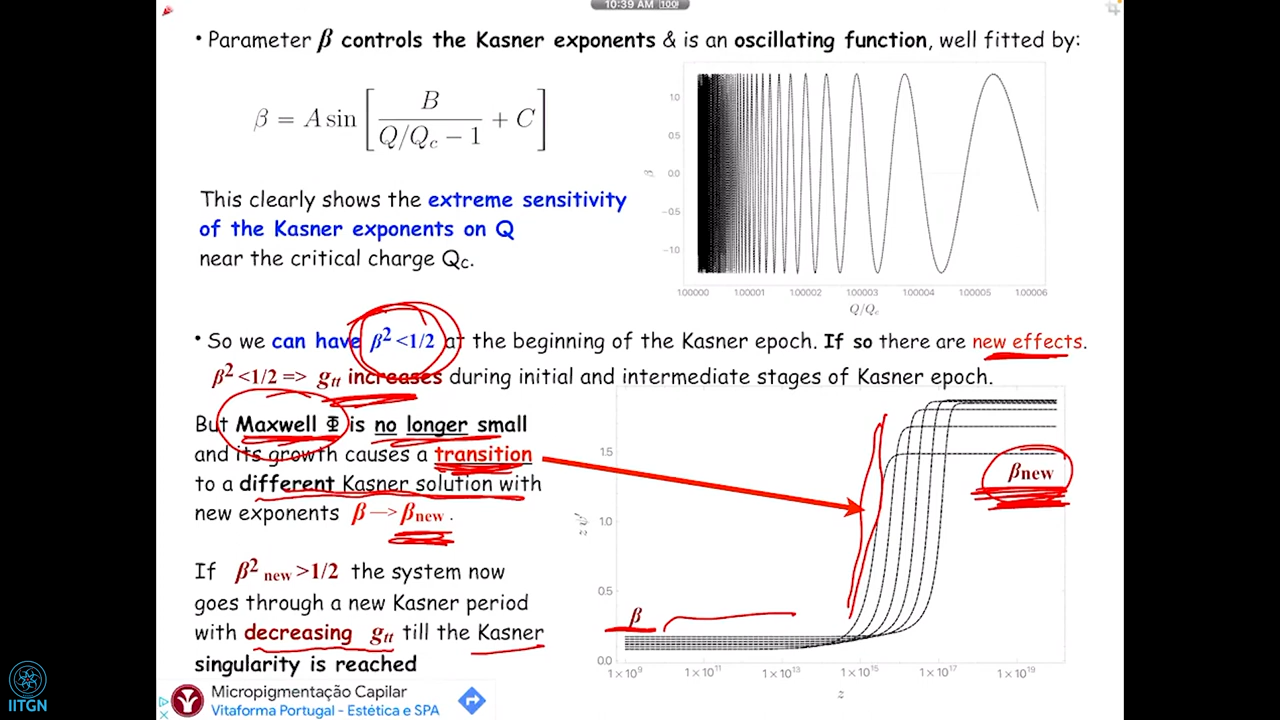 10:39 AM 100
• Parameter β controls the Kasner exponents & is an oscillating function, well fitted by:
β = A sin [ B / (Q/Qc − 1) + C ]
This clearly shows the extreme sensitivity
of the Kasner exponents on Q
near the critical charge Qc.
1.0
0.5
0.0
−0.5
−1.0
β
1.00000 1.00001 1.00002 1.00003 1.00004 1.00005 1.00006
Q/Qc
• So we can have β² <1/2 at the beginning of the Kasner epoch. If so there are new effects.
β² <1/2 => gtt increases during initial and intermediate stages of Kasner epoch.
But Maxwell Φ is no longer small
and its growth causes a transition
to a different Kasner solution with
new exponents β —> βnew .
If β² new >1/2 the system now
goes through a new Kasner period
with decreasing gtt till the Kasner
singularity is reached
1.5
1.0
0.5
0.0
z ψ′
β
βnew
1×10⁹ 1×10¹¹ 1×10¹³ 1×10¹⁵ 1×10¹⁷ 1×10¹⁹
z
IITGN
Micropigmentação Capilar
Vitaforma Portugal - Estética e SPA